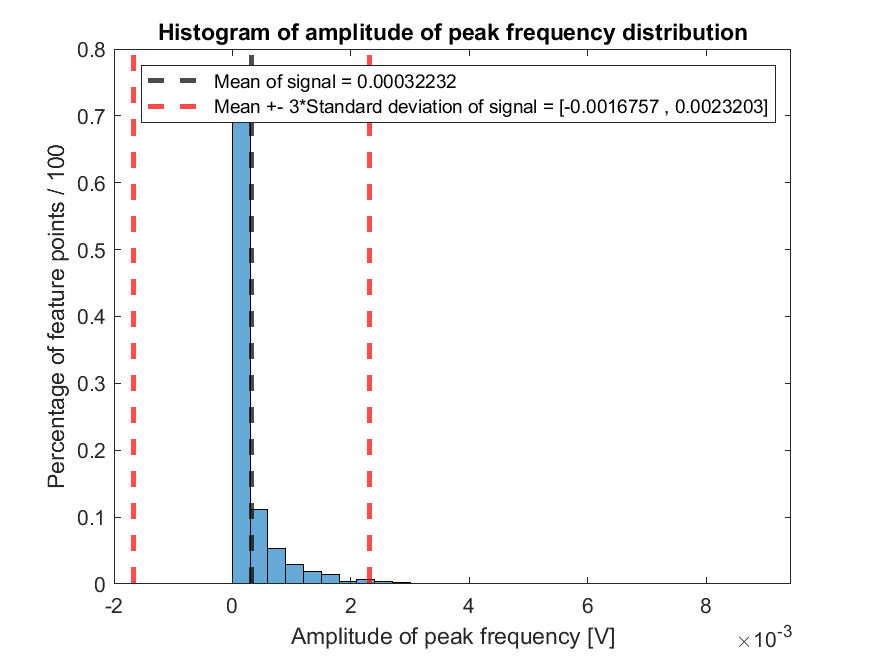 Histogram of amplitude of peak frequency distribution
Mean of signal = 0.00032232
Mean +- 3*Standard deviation of signal = [-0.0016757 , 0.0023203]
Percentage of feature points / 100
0.8
0.7
0.6
0.5
0.4
0.3
0.2
0.1
0
-2 0 2 4 6 8
×10-3
Amplitude of peak frequency [V]